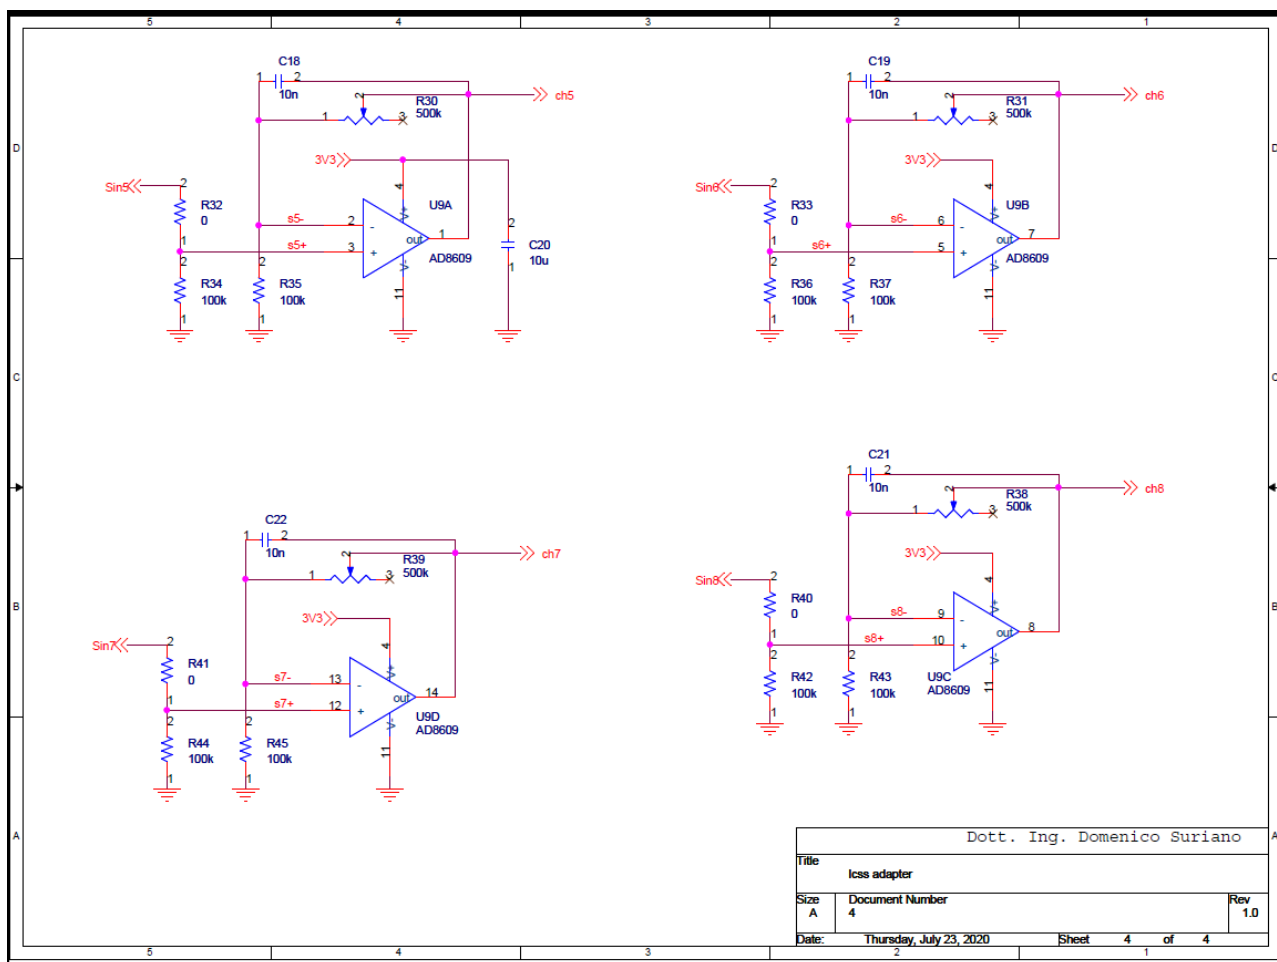 5 4 3 2 1
C18
1 2
10n
2
R30
500k
1 3
ch5
3V3
4
Sin5
2
R32
0
1
s5-
2
s5+
3
U9A
V+
-
+
out
1
V-
AD8609
11
2
C20
10u
1
2
R34
100k
1
2
R35
100k
1
C19
1 2
10n
2
R31
500k
1 3
ch6
3V3
4
Sin6
2
R33
0
1
s6-
6
s6+
5
U9B
V+
-
+
out
7
V-
AD8609
11
2
R36
100k
1
2
R37
100k
1
C22
1 2
10n
2
R39
500k
1 3
ch7
3V3
4
Sin7
2
R41
0
1
s7-
13
s7+
12
V+
-
+
out
14
V-
U9D
AD8609
11
2
R44
100k
1
2
R45
100k
1
C21
1 2
10n
2
R38
500k
1 3
ch8
3V3
4
Sin8
2
R40
0
1
s8-
9
s8+
10
V+
-
+
out
8
V-
U9C
AD8609
11
2
R42
100k
1
2
R43
100k
1
D D
C C
B B
A A
Dott. Ing. Domenico Suriano
Title
Icss adapter
Size Document Number Rev
A 4 1.0
Date: Thursday, July 23, 2020 Sheet 4 of 4
5 4 3 2 1